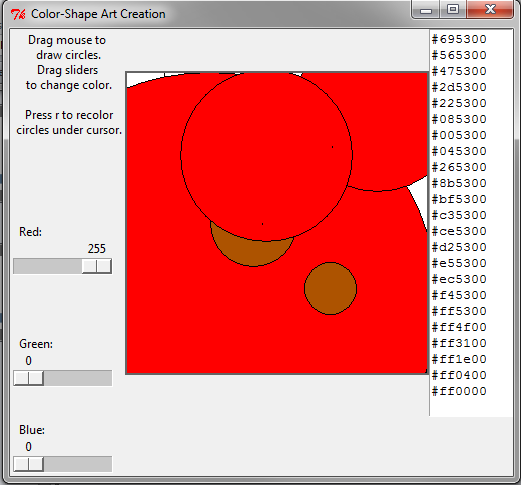 Color-Shape Art Creation
Drag mouse to
draw circles.
Drag sliders
to change color.
Press r to recolor
circles under cursor.
Red:
255
Green:
0
Blue:
0
#695300
#565300
#475300
#2d5300
#225300
#085300
#005300
#045300
#265300
#8b5300
#bf5300
#c35300
#ce5300
#d25300
#e55300
#ec5300
#f45300
#ff5300
#ff4f00
#ff3100
#ff1e00
#ff0400
#ff0000